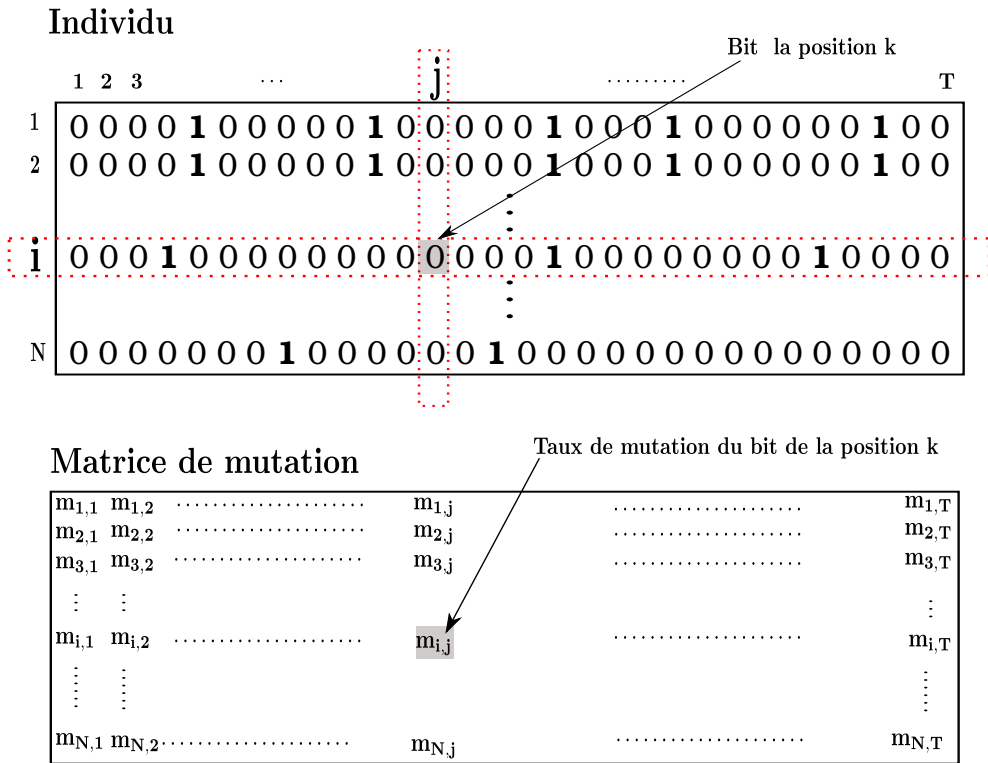 Individu
Bit la position k
1 2 3 ... j ......... T
1 0 0 0 0 1 0 0 0 0 0 1 0 0 0 0 0 1 0 0 0 1 0 0 0 0 0 0 1 0 0
2 0 0 0 0 1 0 0 0 0 0 1 0 0 0 0 0 1 0 0 0 1 0 0 0 0 0 0 1 0 0
i 0 0 0 1 0 0 0 0 0 0 0 0 0 0 0 0 1 0 0 0 0 0 0 0 0 1 0 0 0 0
N 0 0 0 0 0 0 0 1 0 0 0 0 0 0 1 0 0 0 0 0 0 0 0 0 0 0 0 0 0 0
Taux de mutation du bit de la position k
Matrice de mutation
m1,1 m1,2 .................... m1,j .................... m1,T
m2,1 m2,2 .................... m2,j .................... m2,T
m3,1 m3,2 .................... m3,j .................... m3,T
mi,1 mi,2 .................... mi,j .................... mi,T
mN,1 mN,2 .................... mN,j .................... mN,T